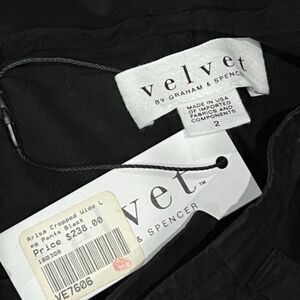 velvet
BY GRAHAM & SPENCER
MADE IN USA
OF IMPORTED
FABRICS AND
COMPONENTS
2
velvet™
& SPENCER
Arisa Cropped Wide L
eg Pants Black
Price $238.00
VE7606